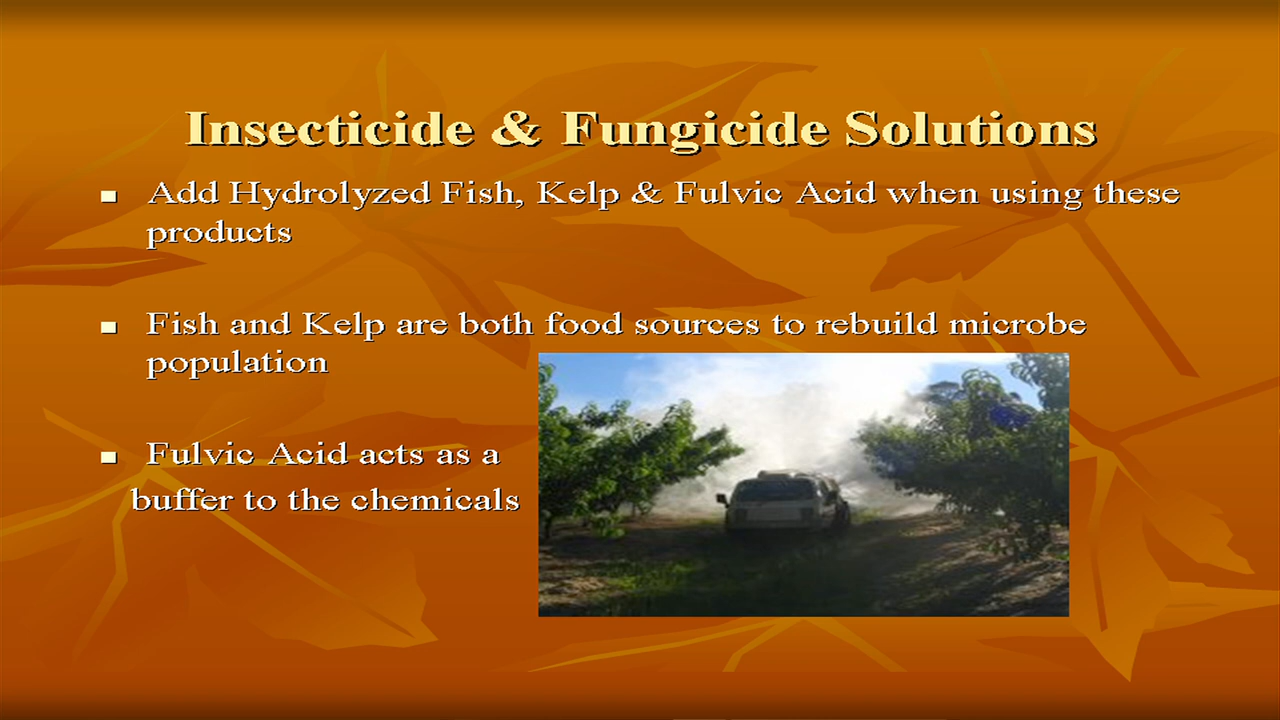 Insecticide & Fungicide Solutions
Add Hydrolyzed Fish, Kelp & Fulvic Acid when using these
products
Fish and Kelp are both food sources to rebuild microbe
population
Fulvic Acid acts as a
buffer to the chemicals